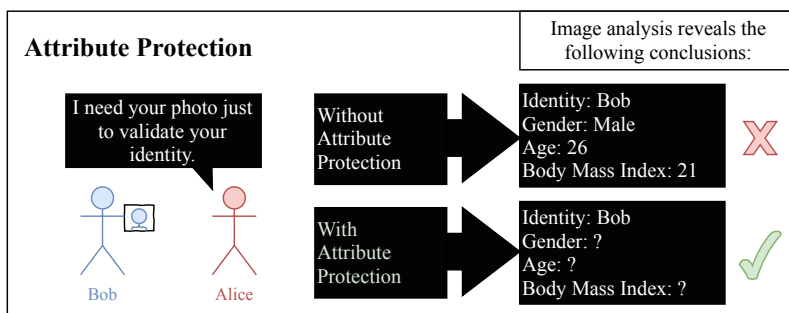 Attribute Protection
Image analysis reveals the
following conclusions:
I need your photo just
to validate your
identity.
Bob
Alice
Without
Attribute
Protection
Identity: Bob
Gender: Male
Age: 26
Body Mass Index: 21
With
Attribute
Protection
Identity: Bob
Gender: ?
Age: ?
Body Mass Index: ?